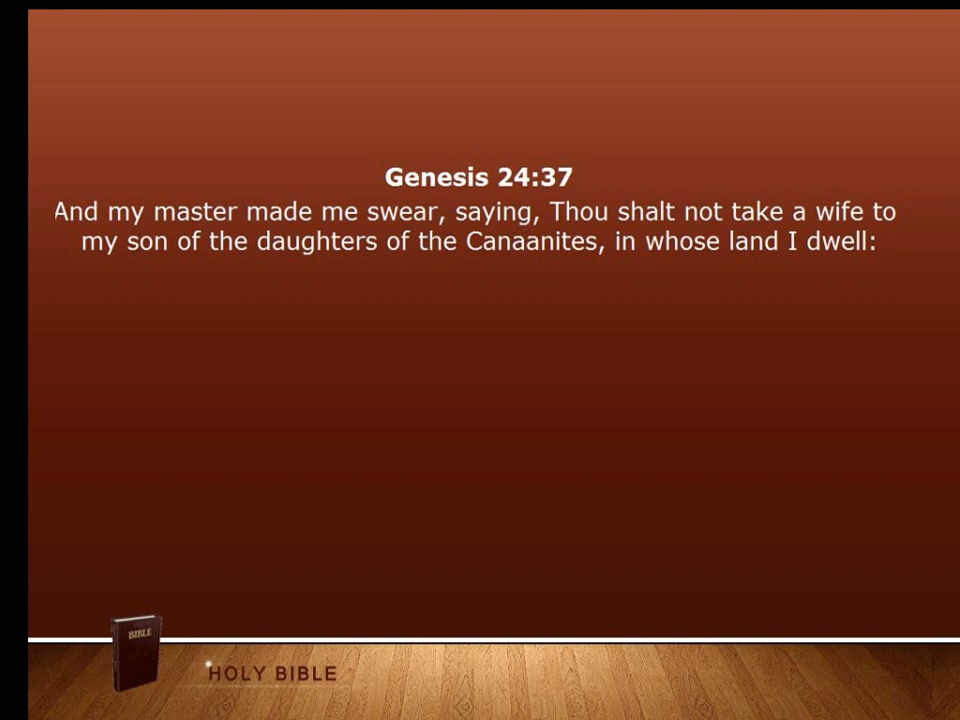 Genesis 24:37
And my master made me swear, saying, Thou shalt not take a wife to
my son of the daughters of the Canaanites, in whose land I dwell:
BIBLE
HOLY BIBLE